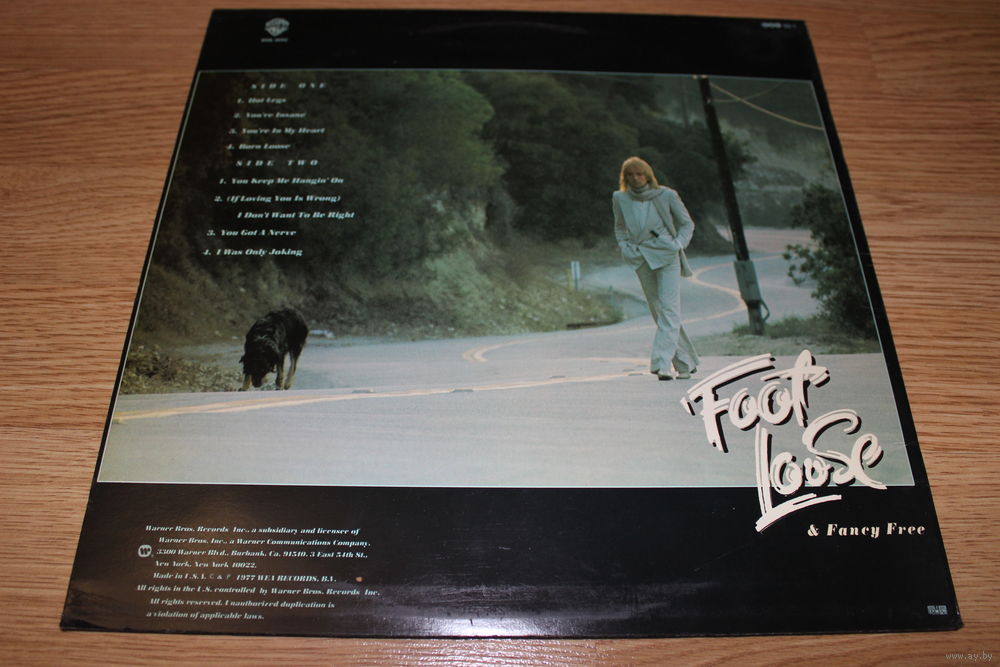 SIDE ONE
1. Hot Legs
2. You're Insane
3. You're In My Heart
4. Born Loose
SIDE TWO
1. You Keep Me Hangin' On
2. (If Loving You Is Wrong)
I Don't Want To Be Right
3. You Got A Nerve
4. I Was Only Joking
Foot
Loose
& Fancy Free
Warner Bros. Records Inc., a subsidiary and licensee of
Warner Bros. Inc., a Warner Communications Company,
3300 Warner Blvd., Burbank, Ca. 91510. 3 East 54th St.,
New York, New York 10022.
Made in U.S.A. © & ℗ 1977 WEA RECORDS, B.V.
All rights in the U.S. controlled by Warner Bros. Records Inc.
All rights reserved. Unauthorized duplication is
a violation of applicable laws.
www.ay.by